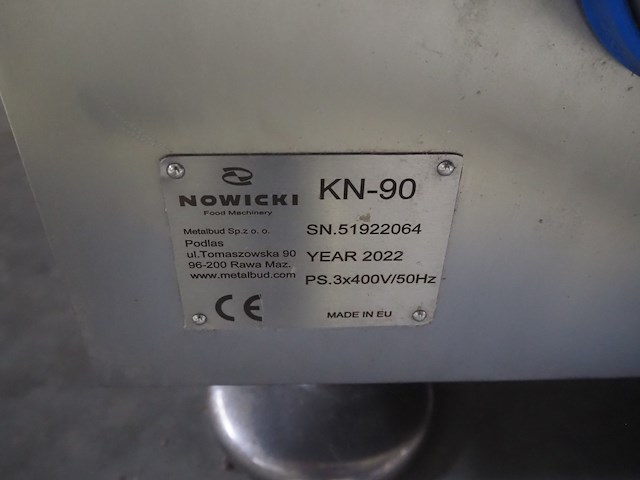 NOWICKI
Food Machinery
KN-90
Metalbud Sp.z o. o.
Podlas
ul.Tomaszowska 90
96-200 Rawa Maz.
www.metalbud.com
SN.51922064
YEAR 2022
PS.3x400V/50Hz
CE
MADE IN EU